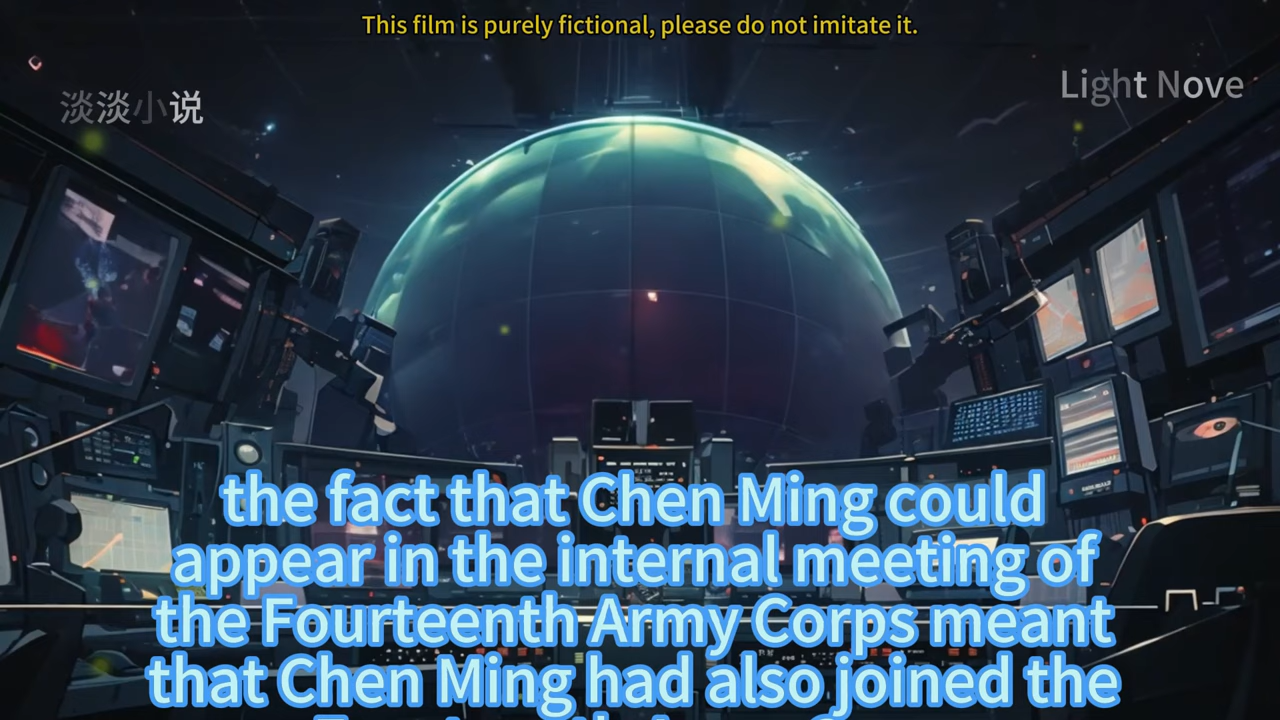 This film is purely fictional, please do not imitate it.
淡淡小说
Light Nove
the fact that Chen Ming could
appear in the internal meeting of
the Fourteenth Army Corps meant
that Chen Ming had also joined the